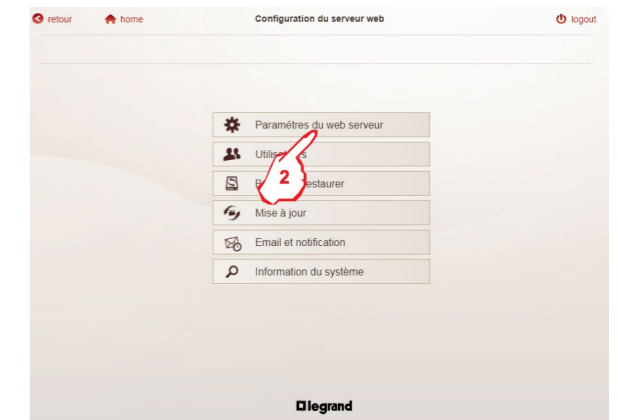 retour home Configuration du serveur web logout
Paramétres du web serveur
2
Mise à jour
Email et notification
Information du système
legrand